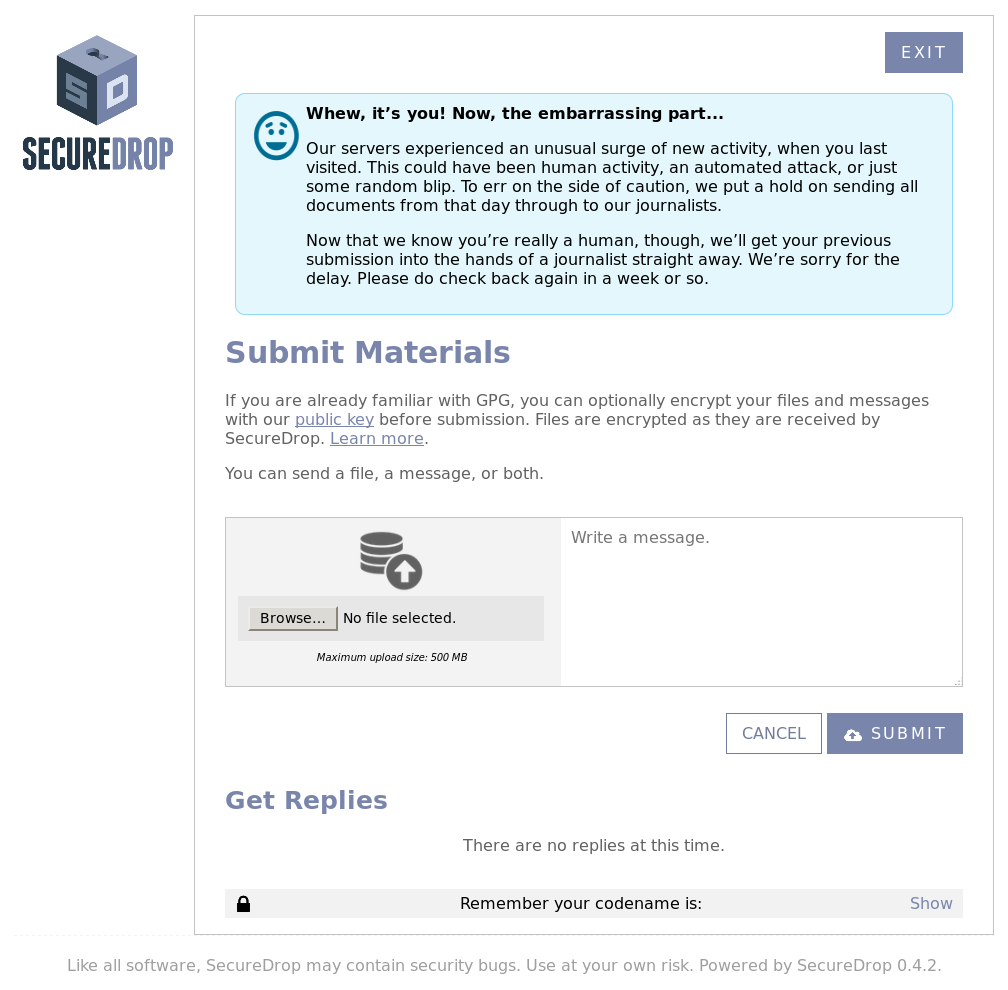 EXIT
SD
SECUREDROP
Whew, it’s you! Now, the embarrassing part...
Our servers experienced an unusual surge of new activity, when you last
visited. This could have been human activity, an automated attack, or just
some random blip. To err on the side of caution, we put a hold on sending all
documents from that day through to our journalists.
Now that we know you’re really a human, though, we’ll get your previous
submission into the hands of a journalist straight away. We’re sorry for the
delay. Please do check back again in a week or so.
Submit Materials
If you are already familiar with GPG, you can optionally encrypt your files and messages
with our public key before submission. Files are encrypted as they are received by
SecureDrop. Learn more.
You can send a file, a message, or both.
Write a message.
Browse... No file selected.
Maximum upload size: 500 MB
CANCEL SUBMIT
Get Replies
There are no replies at this time.
Remember your codename is: Show
Like all software, SecureDrop may contain security bugs. Use at your own risk. Powered by SecureDrop 0.4.2.